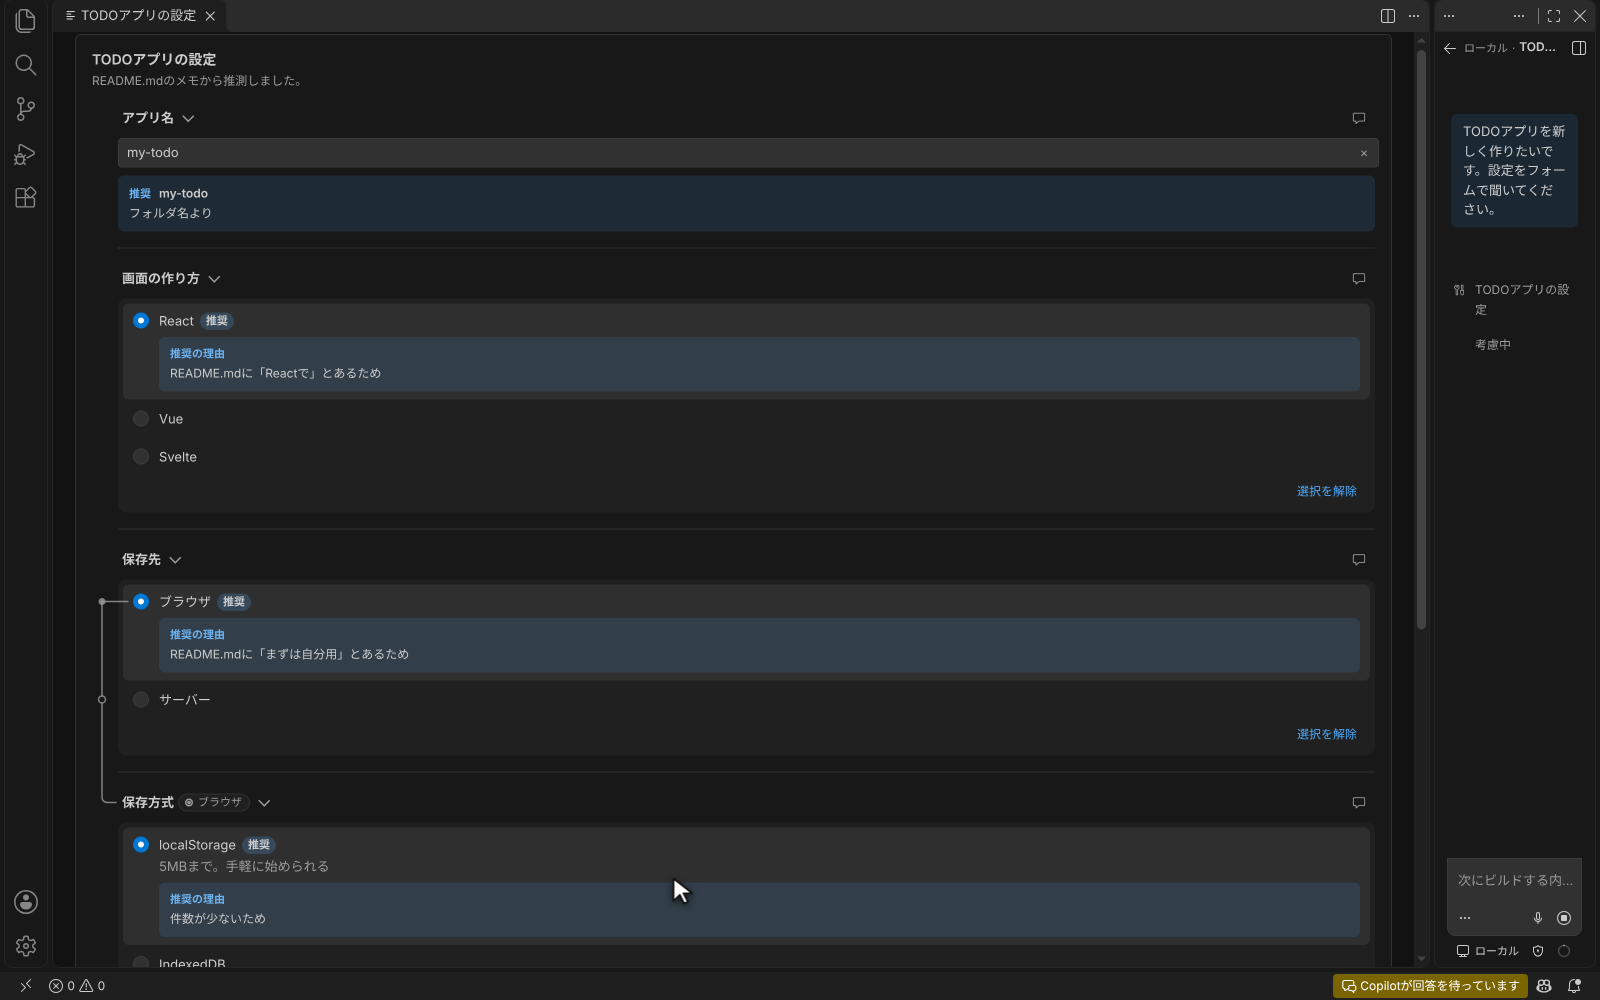 TODOアプリの設定
TODOアプリの設定
README.mdのメモから推測しました。
アプリ名
my-todo
推奨 my-todo
フォルダ名より
画面の作り方
React 推奨
推奨の理由
README.mdに「Reactで」とあるため
Vue
Svelte
選択を解除
保存先
ブラウザ 推奨
推奨の理由
README.mdに「まずは自分用」とあるため
サーバー
選択を解除
保存方式 ブラウザ
localStorage 推奨
5MBまで。手軽に始められる
推奨の理由
件数が少ないため
IndexedDB
ローカル · TOD...
TODOアプリを新
しく作りたいで
す。設定をフォー
ムで聞いてくだ
さい。
TODOアプリの設
定
考慮中
次にビルドする内...
ローカル
0 0
Copilotが回答を待っています